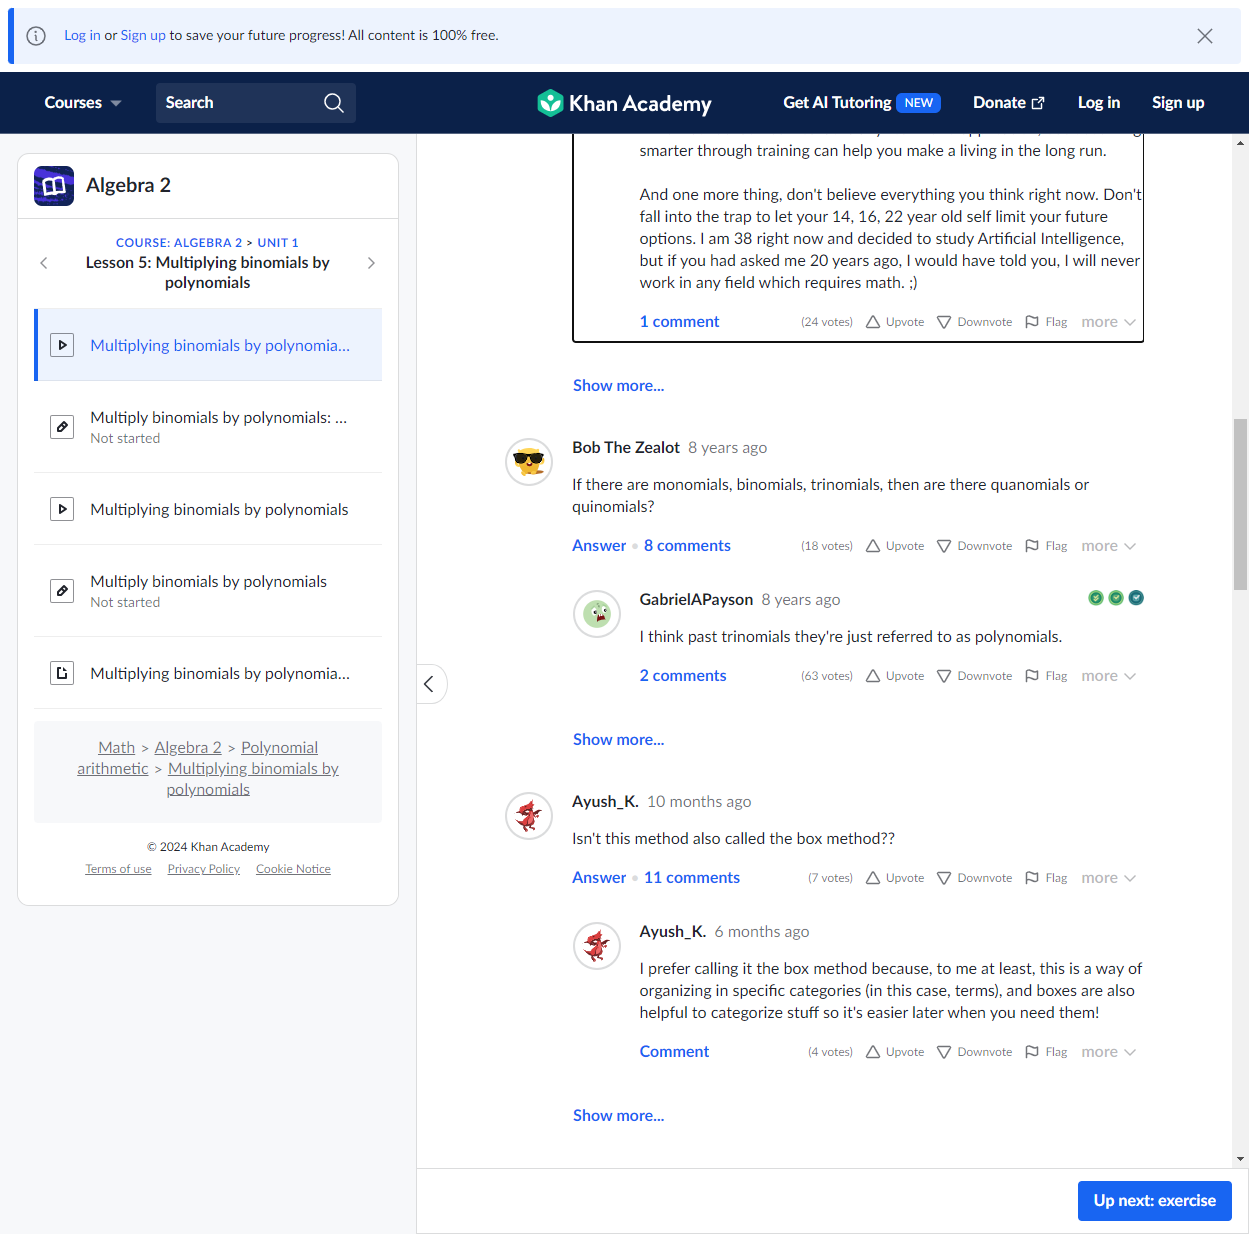 Log in or Sign up to save your future progress! All content is 100% free.
Courses
Search
Khan Academy
Get AI Tutoring NEW
Donate
Log in
Sign up
Algebra 2
COURSE: ALGEBRA 2 > UNIT 1
Lesson 5: Multiplying binomials by
polynomials
Multiplying binomials by polynomia...
Multiply binomials by polynomials: ...
Not started
Multiplying binomials by polynomials
Multiply binomials by polynomials
Not started
Multiplying binomials by polynomia...
Math > Algebra 2 > Polynomial
arithmetic > Multiplying binomials by
polynomials
© 2024 Khan Academy
Terms of use Privacy Policy Cookie Notice
smarter through training can help you make a living in the long run.
And one more thing, don't believe everything you think right now. Don't
fall into the trap to let your 14, 16, 22 year old self limit your future
options. I am 38 right now and decided to study Artificial Intelligence,
but if you had asked me 20 years ago, I would have told you, I will never
work in any field which requires math. ;)
1 comment (24 votes) Upvote Downvote Flag more
Show more...
Bob The Zealot 8 years ago
If there are monomials, binomials, trinomials, then are there quanomials or
quinomials?
Answer • 8 comments (18 votes) Upvote Downvote Flag more
GabrielAPayson 8 years ago
I think past trinomials they're just referred to as polynomials.
2 comments (63 votes) Upvote Downvote Flag more
Show more...
Ayush_K. 10 months ago
Isn't this method also called the box method??
Answer • 11 comments (7 votes) Upvote Downvote Flag more
Ayush_K. 6 months ago
I prefer calling it the box method because, to me at least, this is a way of
organizing in specific categories (in this case, terms), and boxes are also
helpful to categorize stuff so it's easier later when you need them!
Comment (4 votes) Upvote Downvote Flag more
Show more...
Up next: exercise